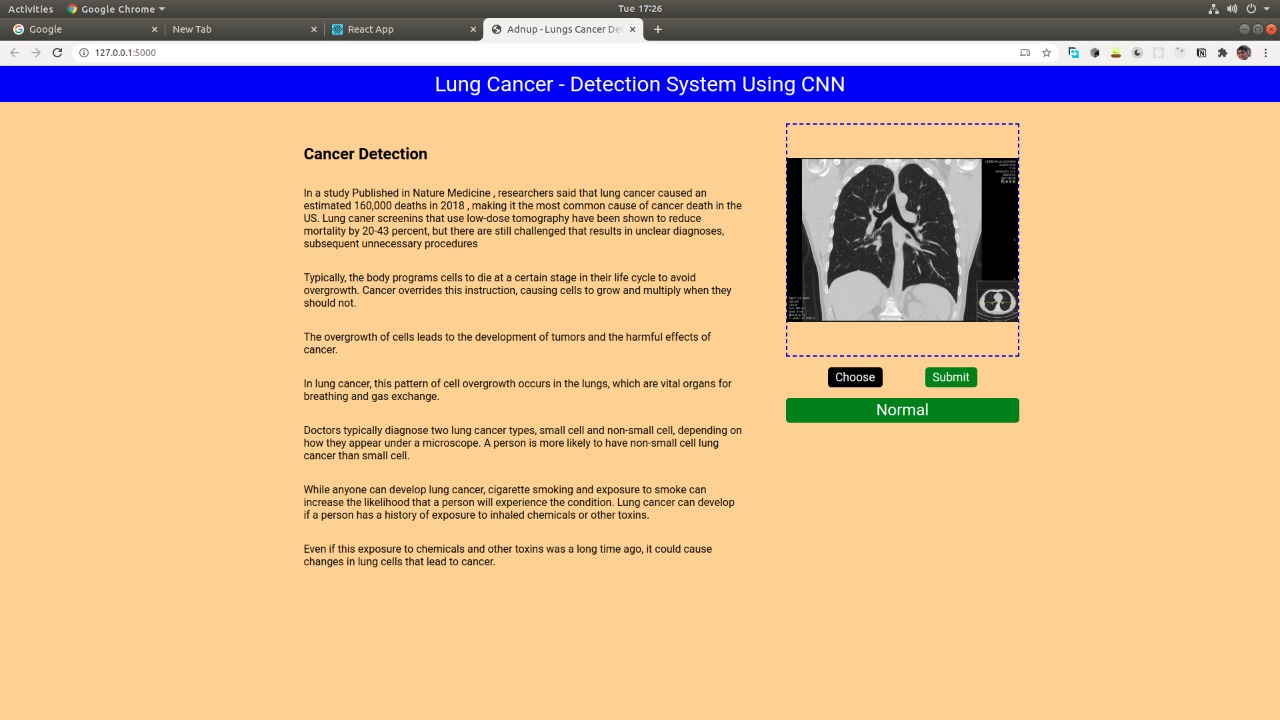 Activities
Google Chrome
Tue 17:26
Google
New Tab
React App
Adnup - Lungs Cancer De
127.0.0.1:5000
Lung Cancer - Detection System Using CNN
Cancer Detection
In a study Published in Nature Medicine , researchers said that lung cancer caused an
estimated 160,000 deaths in 2018 , making it the most common cause of cancer death in the
US. Lung caner screenins that use low-dose tomography have been shown to reduce
mortality by 20-43 percent, but there are still challenged that results in unclear diagnoses,
subsequent unnecessary procedures
Typically, the body programs cells to die at a certain stage in their life cycle to avoid
overgrowth. Cancer overrides this instruction, causing cells to grow and multiply when they
should not.
The overgrowth of cells leads to the development of tumors and the harmful effects of
cancer.
In lung cancer, this pattern of cell overgrowth occurs in the lungs, which are vital organs for
breathing and gas exchange.
Doctors typically diagnose two lung cancer types, small cell and non-small cell, depending on
how they appear under a microscope. A person is more likely to have non-small cell lung
cancer than small cell.
While anyone can develop lung cancer, cigarette smoking and exposure to smoke can
increase the likelihood that a person will experience the condition. Lung cancer can develop
if a person has a history of exposure to inhaled chemicals or other toxins.
Even if this exposure to chemicals and other toxins was a long time ago, it could cause
changes in lung cells that lead to cancer.
Choose
Submit
Normal